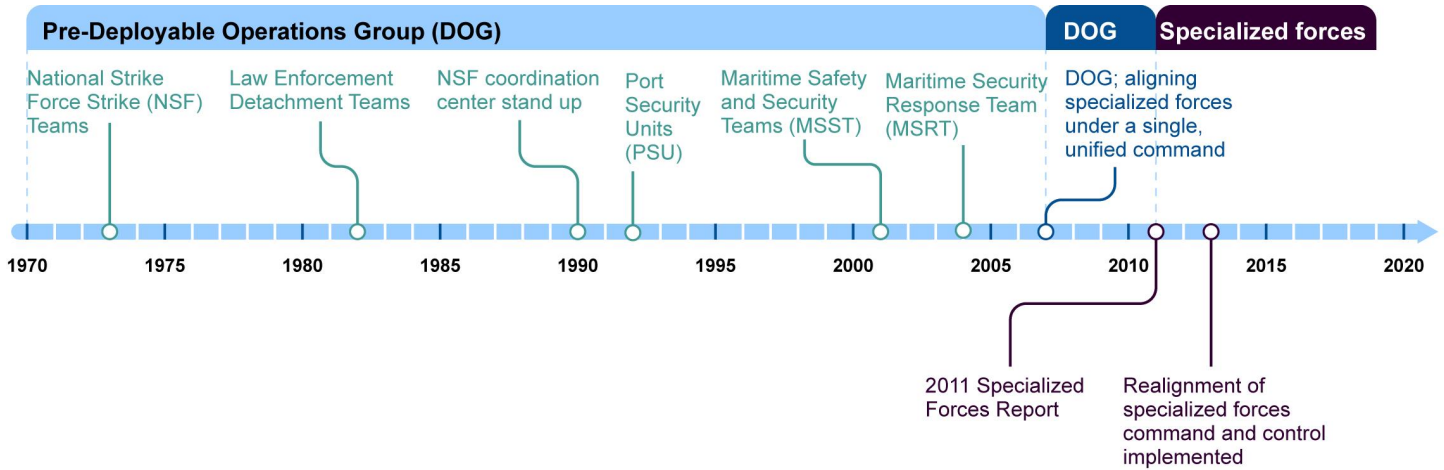 Pre-Deployable Operations Group (DOG)
DOG
Specialized forces
National Strike
Force Strike (NSF)
Teams
Law Enforcement
Detachment Teams
NSF coordination
center stand up
Port
Security
Units
(PSU)
Maritime Safety
and Security
Teams (MSST)
Maritime Security
Response Team
(MSRT)
DOG; aligning
specialized forces
under a single,
unified command
1970
1975
1980
1985
1990
1995
2000
2005
2010
2015
2020
2011 Specialized
Forces Report
Realignment of
specialized forces
command and control
implemented